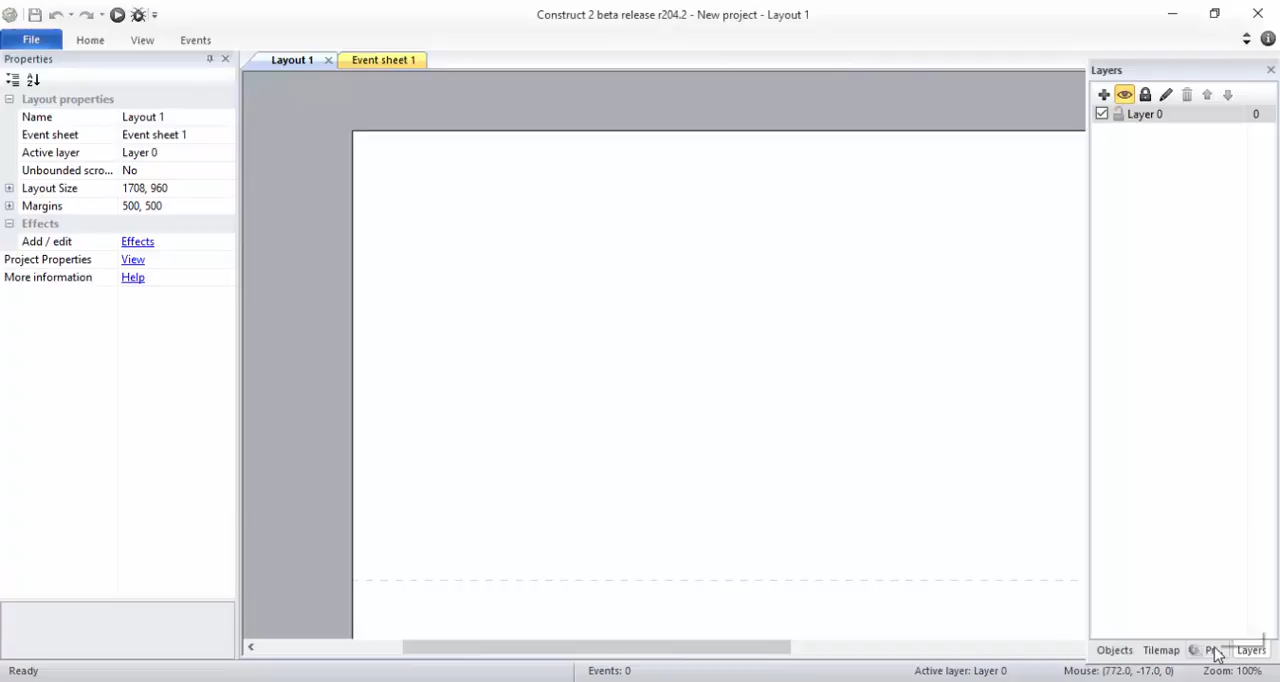 Construct 2 beta release r204.2 - New project - Layout 1
File Home View Events
Properties
Layout 1
Event sheet 1
Layers
Layout properties
Name Layout 1
Event sheet Event sheet 1
Active layer Layer 0
Unbounded scro... No
Layout Size 1708, 960
Margins 500, 500
Effects
Add / edit Effects
Project Properties View
More information Help
Layer 0 0
Objects Tilemap Layers
Ready
Events: 0
Active layer: Layer 0
Mouse: (772.0, -17.0, 0)
Zoom: 100%